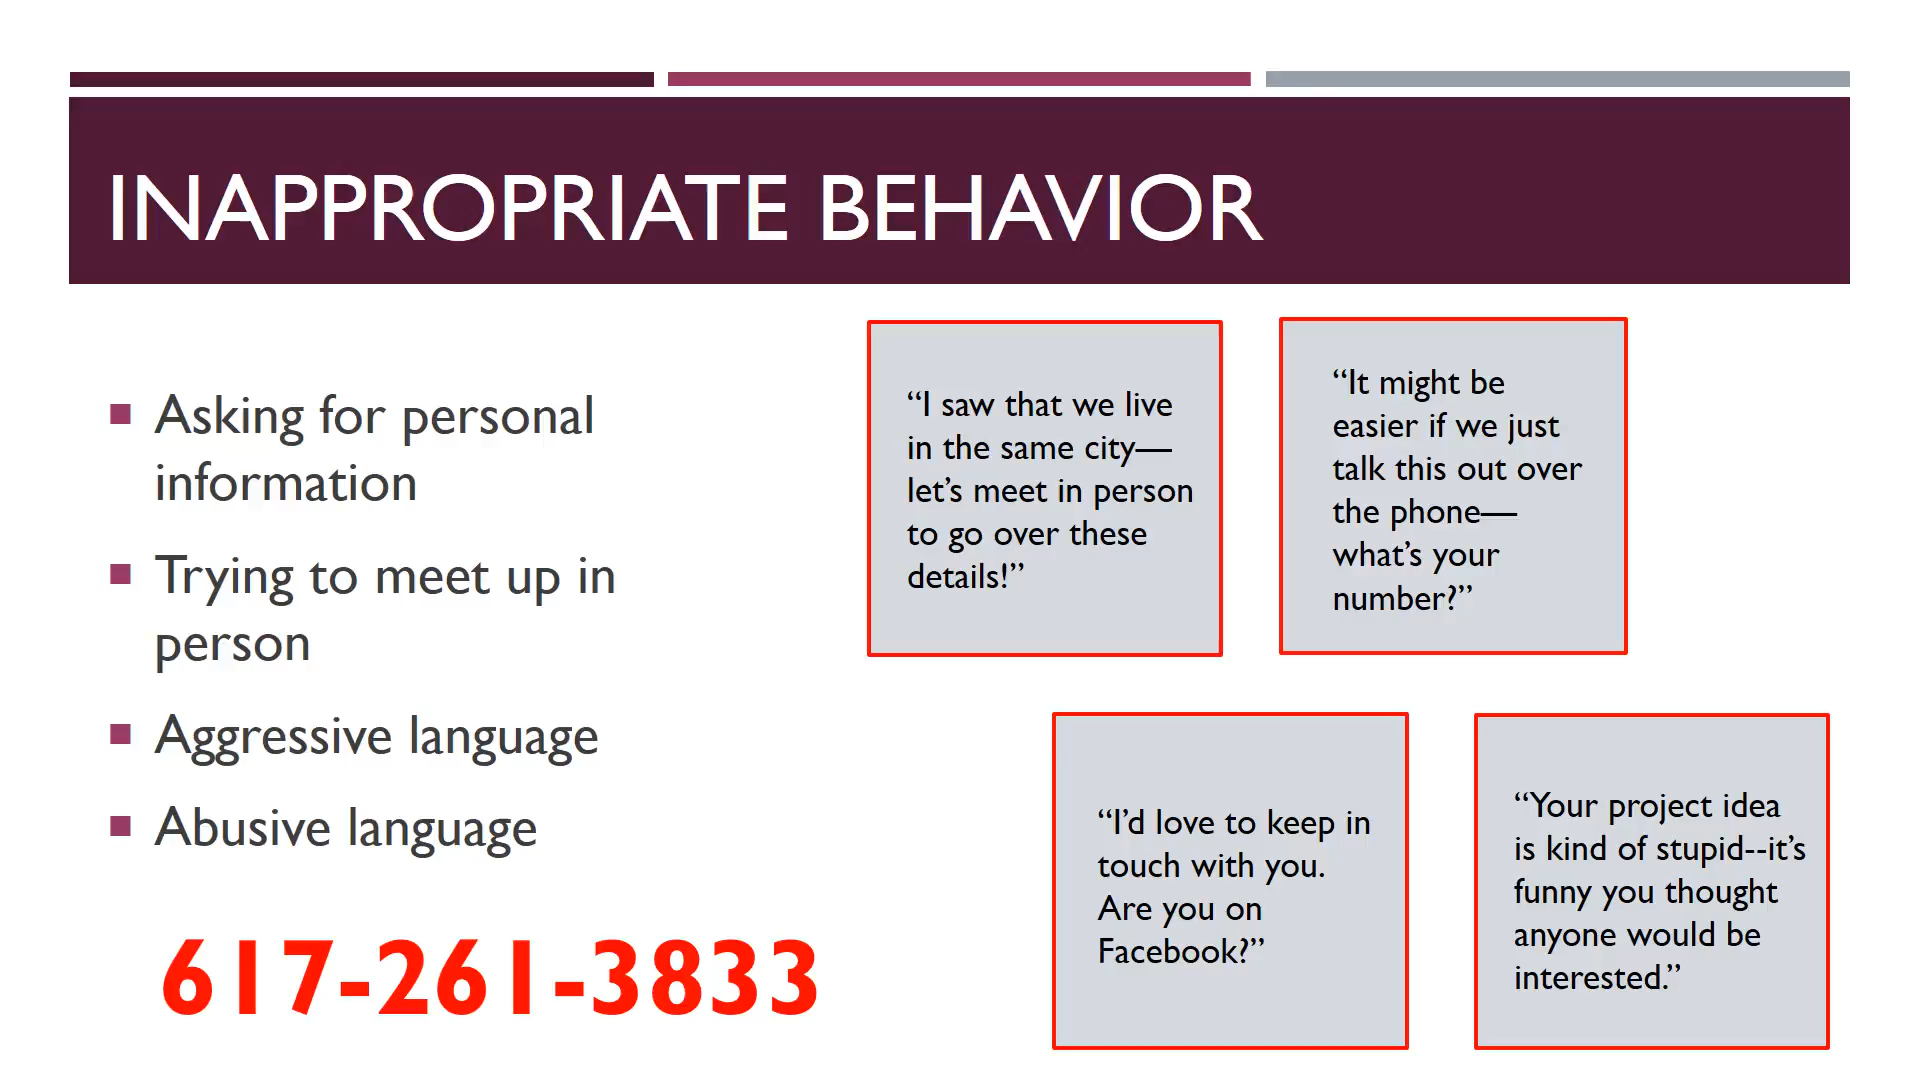 INAPPROPRIATE BEHAVIOR
Asking for personal
information
Trying to meet up in
person
Aggressive language
Abusive language
617-261-3833
“I saw that we live
in the same city—
let’s meet in person
to go over these
details!”
“It might be
easier if we just
talk this out over
the phone—
what’s your
number?”
“I’d love to keep in
touch with you.
Are you on
Facebook?”
“Your project idea
is kind of stupid--it’s
funny you thought
anyone would be
interested.”